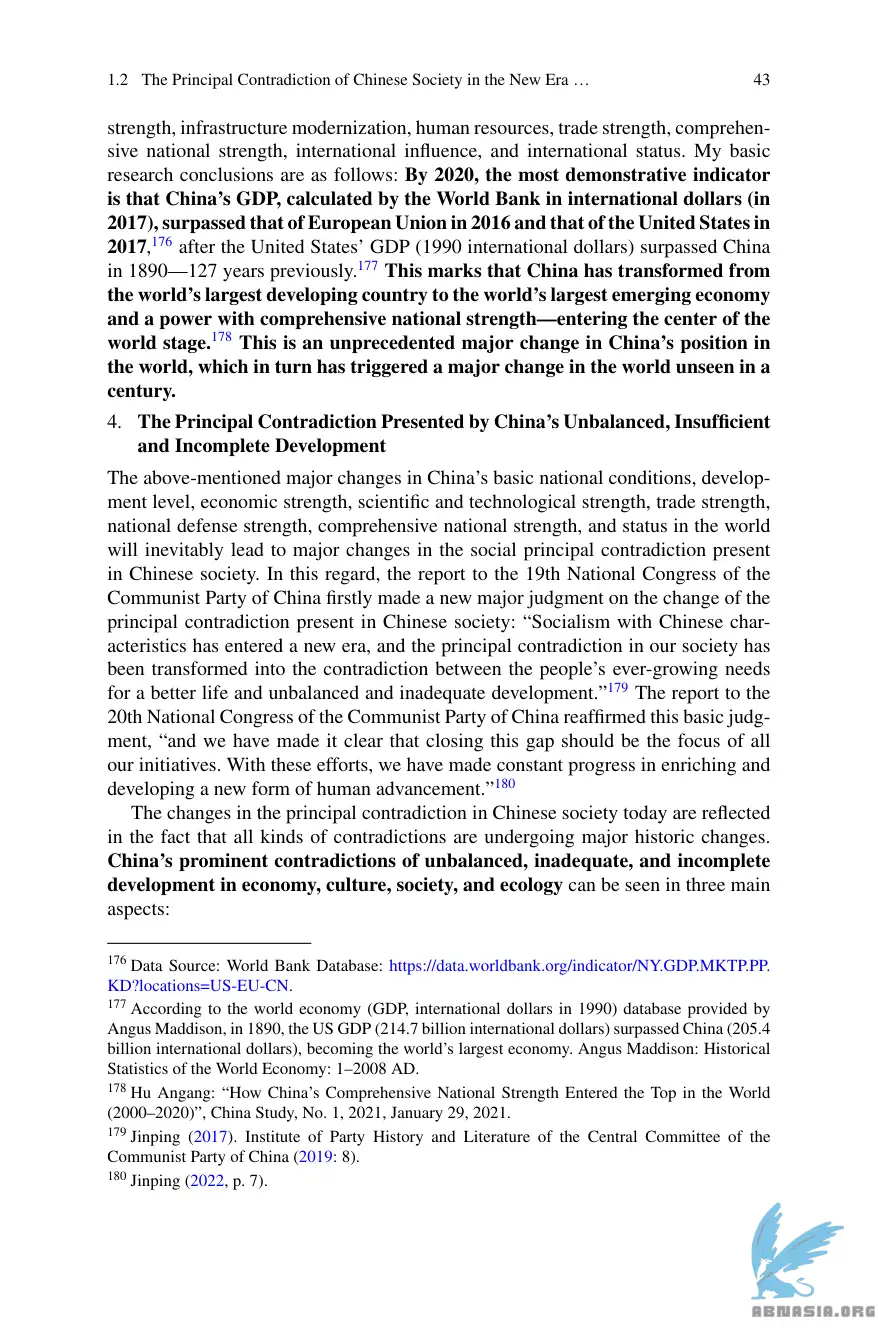 1.2 The Principal Contradiction of Chinese Society in the New Era … 43
strength, infrastructure modernization, human resources, trade strength, comprehen-
sive national strength, international influence, and international status. My basic
research conclusions are as follows: By 2020, the most demonstrative indicator
is that China’s GDP, calculated by the World Bank in international dollars (in
2017), surpassed that of European Union in 2016 and that of the United States in
2017,176 after the United States’ GDP (1990 international dollars) surpassed China
in 1890—127 years previously.177 This marks that China has transformed from
the world’s largest developing country to the world’s largest emerging economy
and a power with comprehensive national strength—entering the center of the
world stage.178 This is an unprecedented major change in China’s position in
the world, which in turn has triggered a major change in the world unseen in a
century.
4. The Principal Contradiction Presented by China’s Unbalanced, Insufficient
and Incomplete Development
The above-mentioned major changes in China’s basic national conditions, develop-
ment level, economic strength, scientific and technological strength, trade strength,
national defense strength, comprehensive national strength, and status in the world
will inevitably lead to major changes in the social principal contradiction present
in Chinese society. In this regard, the report to the 19th National Congress of the
Communist Party of China firstly made a new major judgment on the change of the
principal contradiction present in Chinese society: “Socialism with Chinese char-
acteristics has entered a new era, and the principal contradiction in our society has
been transformed into the contradiction between the people’s ever-growing needs
for a better life and unbalanced and inadequate development.”179 The report to the
20th National Congress of the Communist Party of China reaffirmed this basic judg-
ment, “and we have made it clear that closing this gap should be the focus of all
our initiatives. With these efforts, we have made constant progress in enriching and
developing a new form of human advancement.”180
The changes in the principal contradiction in Chinese society today are reflected
in the fact that all kinds of contradictions are undergoing major historic changes.
China’s prominent contradictions of unbalanced, inadequate, and incomplete
development in economy, culture, society, and ecology can be seen in three main
aspects:
176 Data Source: World Bank Database: https://data.worldbank.org/indicator/NY.GDP.MKTP.PP.
KD?locations=US-EU-CN.
177 According to the world economy (GDP, international dollars in 1990) database provided by
Angus Maddison, in 1890, the US GDP (214.7 billion international dollars) surpassed China (205.4
billion international dollars), becoming the world’s largest economy. Angus Maddison: Historical
Statistics of the World Economy: 1–2008 AD.
178 Hu Angang: “How China’s Comprehensive National Strength Entered the Top in the World
(2000–2020)”, China Study, No. 1, 2021, January 29, 2021.
179 Jinping (2017). Institute of Party History and Literature of the Central Committee of the
Communist Party of China (2019: 8).
180 Jinping (2022, p. 7).
ABNASIA.ORG